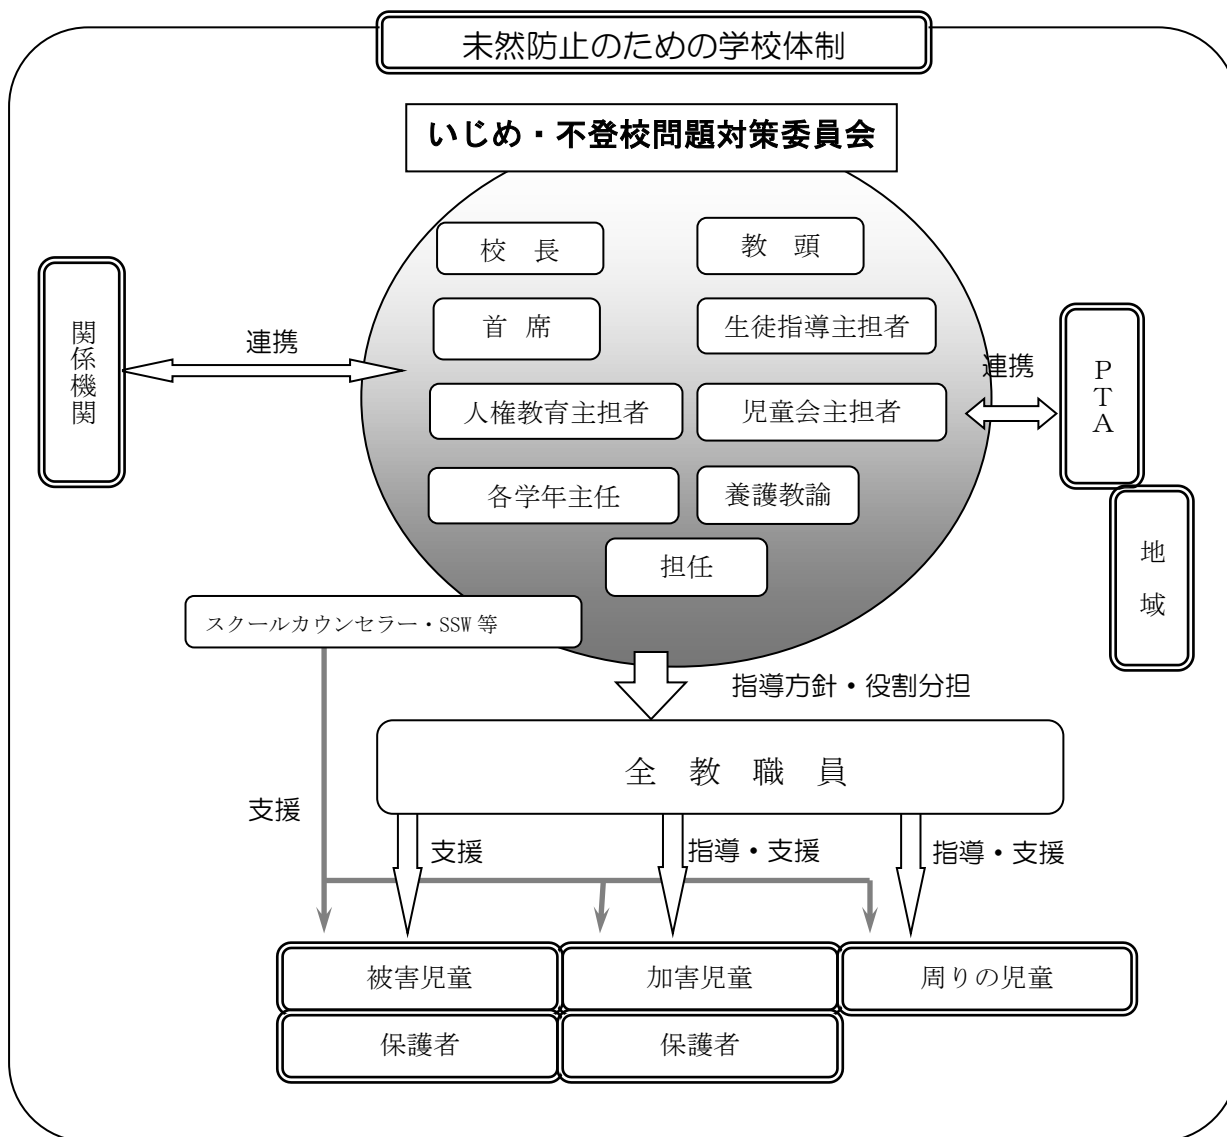 未然防止のための学校体制
いじめ・不登校問題対策委員会
校 長
教 頭
首 席
生徒指導主担者
関係機関
連携
連携
PTA
人権教育主担者
児童会主担者
各学年主任
養護教諭
地域
担任
スクールカウンセラー・SSW 等
指導方針・役割分担
全 教 職 員
支援
支援
指導・支援
指導・支援
被害児童
加害児童
周りの児童
保護者
保護者